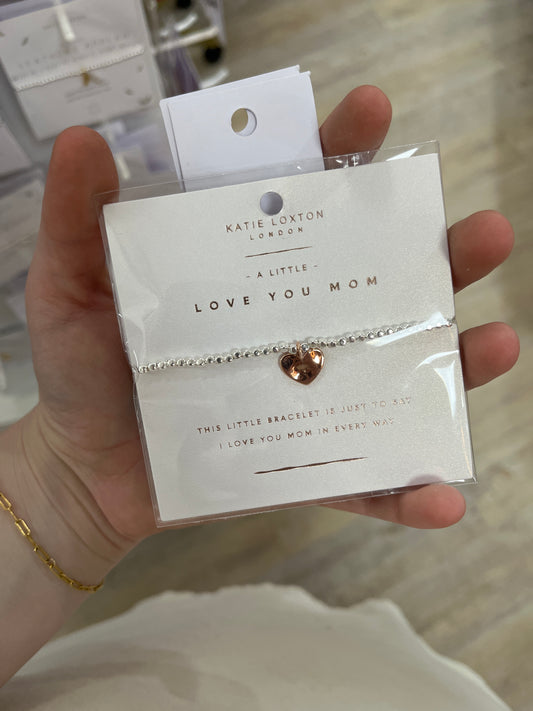 KATIE LOXTON
LONDON
- A LITTLE -
LOVE YOU MOM
THIS LITTLE BRACELET IS JUST TO SAY
I LOVE YOU MOM IN EVERY WAY